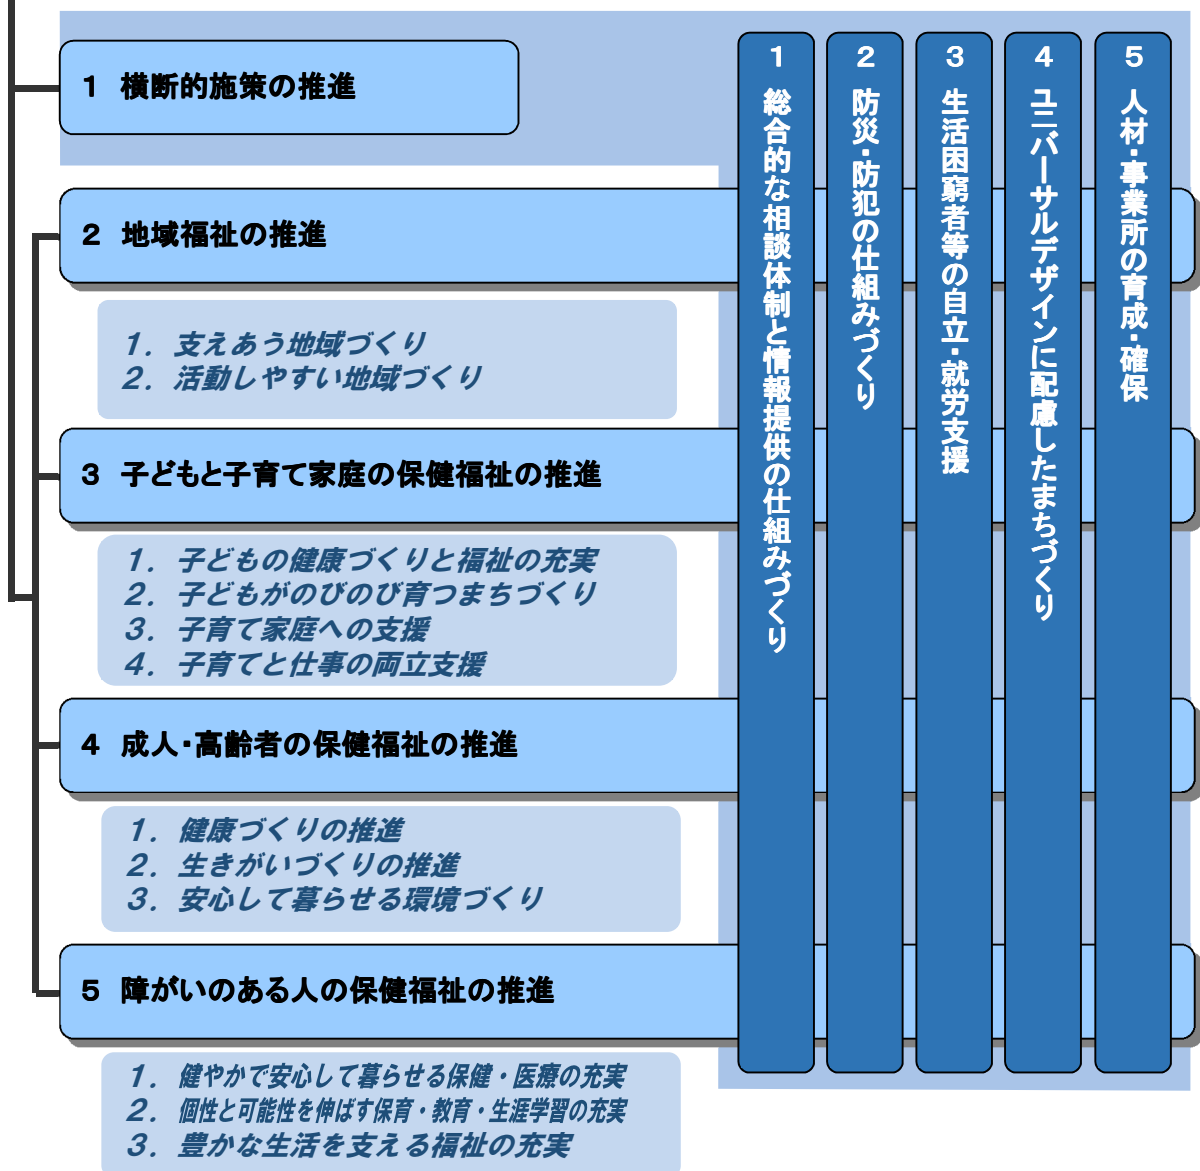 1 横断的施策の推進
1 総合的な相談体制と情報提供の仕組みづくり
2 防災・防犯の仕組みづくり
3 生活困窮者等の自立・就労支援
4 ユニバーサルデザインに配慮したまちづくり
5 人材・事業所の育成・確保
2 地域福祉の推進
1. 支えあう地域づくり
2. 活動しやすい地域づくり
3 子どもと子育て家庭の保健福祉の推進
1. 子どもの健康づくりと福祉の充実
2. 子どもがのびのび育つまちづくり
3. 子育て家庭への支援
4. 子育てと仕事の両立支援
4 成人・高齢者の保健福祉の推進
1. 健康づくりの推進
2. 生きがいづくりの推進
3. 安心して暮らせる環境づくり
5 障がいのある人の保健福祉の推進
1. 健やかで安心して暮らせる保健・医療の充実
2. 個性と可能性を伸ばす保育・教育・生涯学習の充実
3. 豊かな生活を支える福祉の充実